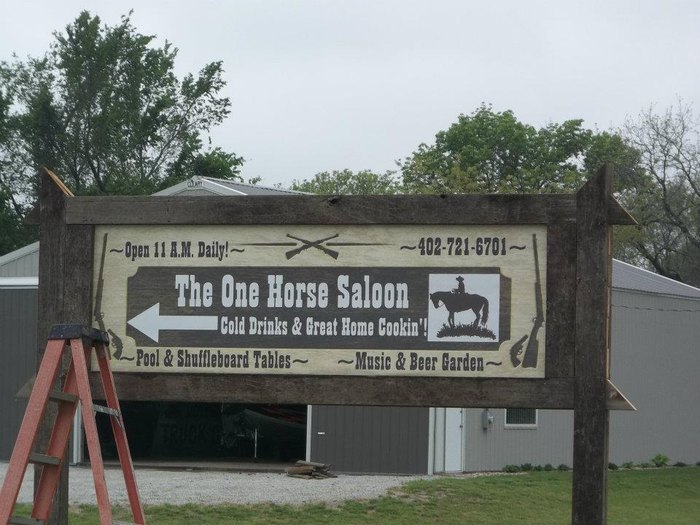 CLEARY
~Open 11 A.M. Daily!~
~402-721-6701~
The One Horse Saloon
Cold Drinks & Great Home Cookin'!
~Pool & Shuffleboard Tables~
~Music & Beer Garden~